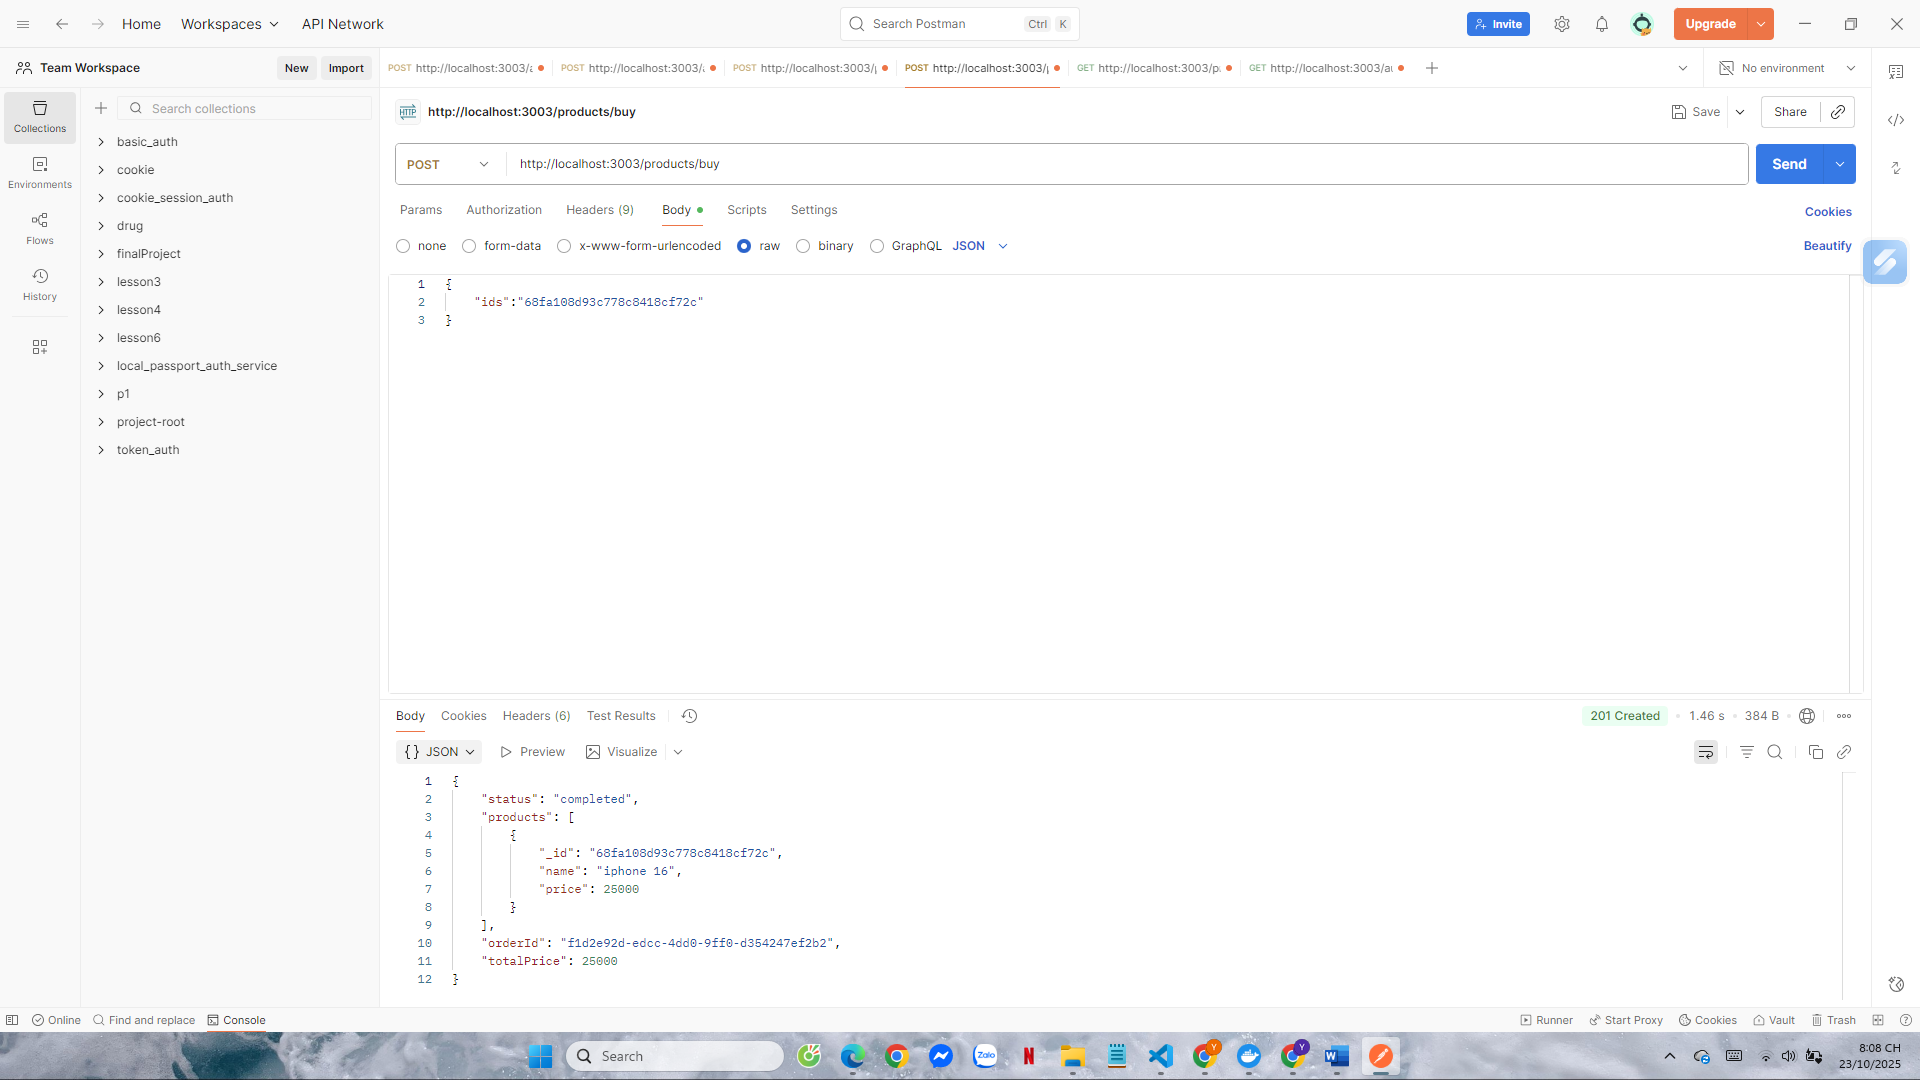 Home Workspaces API Network
Search Postman Ctrl K
Invite Upgrade
Team Workspace New Import
POST http://localhost:3003/ POST http://localhost:3003/ POST http://localhost:3003/ POST http://localhost:3003/ GET http://localhost:3003/p GET http://localhost:3003/au
No environment
Collections
Environments
Flows
History
Search collections
basic_auth
cookie
cookie_session_auth
drug
finalProject
lesson3
lesson4
lesson6
local_passport_auth_service
p1
project-root
token_auth
HTTP http://localhost:3003/products/buy
Save Share
POST http://localhost:3003/products/buy Send
Params Authorization Headers (9) Body Scripts Settings Cookies
none form-data x-www-form-urlencoded raw binary GraphQL JSON Beautify
1 {
2 "ids":"68fa108d93c778c8418cf72c"
3 }
Body Cookies Headers (6) Test Results 201 Created 1.46 s 384 B
{} JSON Preview Visualize
1 {
2 "status": "completed",
3 "products": [
4 {
5 "_id": "68fa108d93c778c8418cf72c",
6 "name": "iphone 16",
7 "price": 25000
8 }
9 ],
10 "orderId": "f1d2e92d-edcc-4dd0-9ff0-d354247ef2b2",
11 "totalPrice": 25000
12 }
Online Find and replace Console
Runner Start Proxy Cookies Vault Trash
Search
Zalo
N
Y
Y
W
8:08 CH
23/10/2025